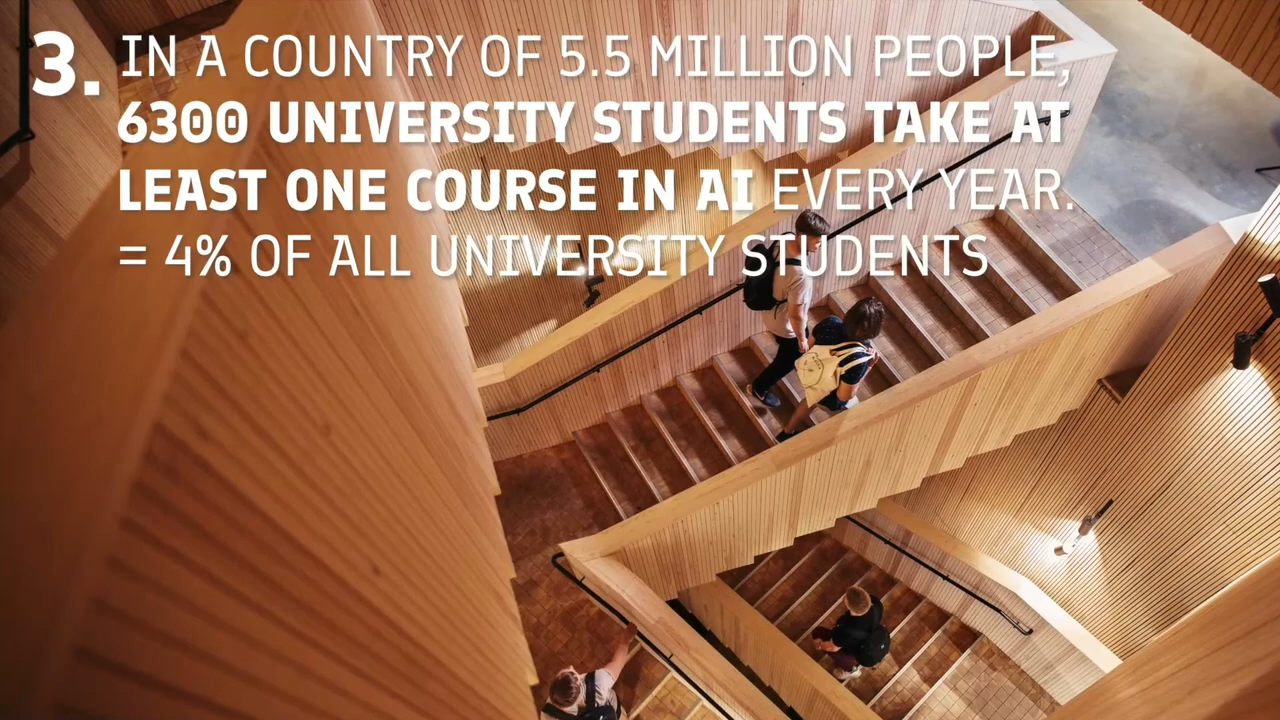 3. IN A COUNTRY OF 5.5 MILLION PEOPLE,
6300 UNIVERSITY STUDENTS TAKE AT
LEAST ONE COURSE IN AI EVERY YEAR.
= 4% OF ALL UNIVERSITY STUDENTS